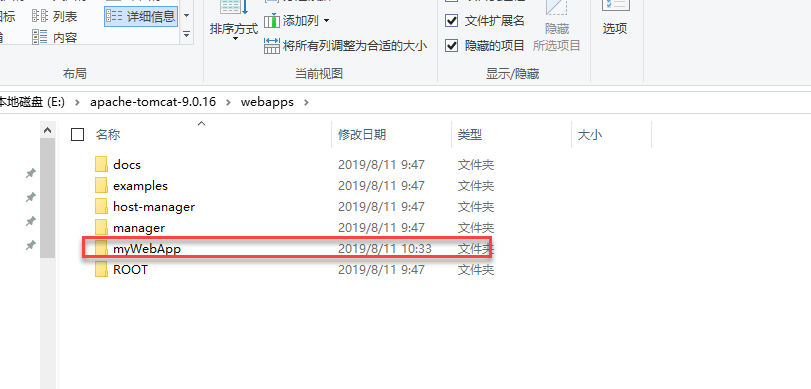 列表
详细信息
内容
布局
排序方式
添加列
将所有列调整为合适的大小
当前视图
文件扩展名
隐藏的项目
隐藏
所选项目
显示/隐藏
选项
本地磁盘 (E:) › apache-tomcat-9.0.16 › webapps ›
名称 修改日期 类型 大小
docs 2019/8/11 9:47 文件夹
examples 2019/8/11 9:47 文件夹
host-manager 2019/8/11 9:47 文件夹
manager 2019/8/11 9:47 文件夹
myWebApp 2019/8/11 10:33 文件夹
ROOT 2019/8/11 9:47 文件夹